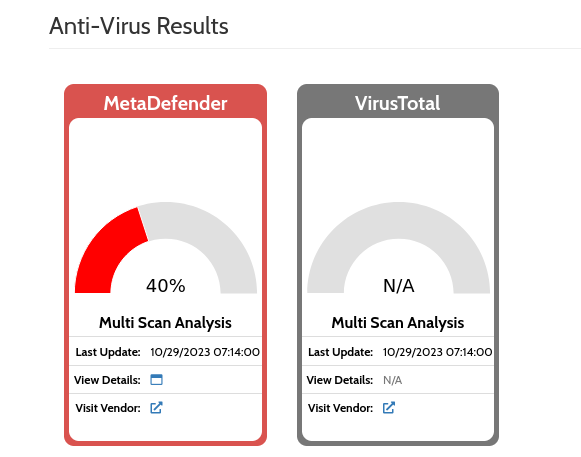 Anti-Virus Results
MetaDefender
40%
Multi Scan Analysis
Last Update: 10/29/2023 07:14:00
View Details:
Visit Vendor:
VirusTotal
N/A
Multi Scan Analysis
Last Update: 10/29/2023 07:14:00
View Details: N/A
Visit Vendor: